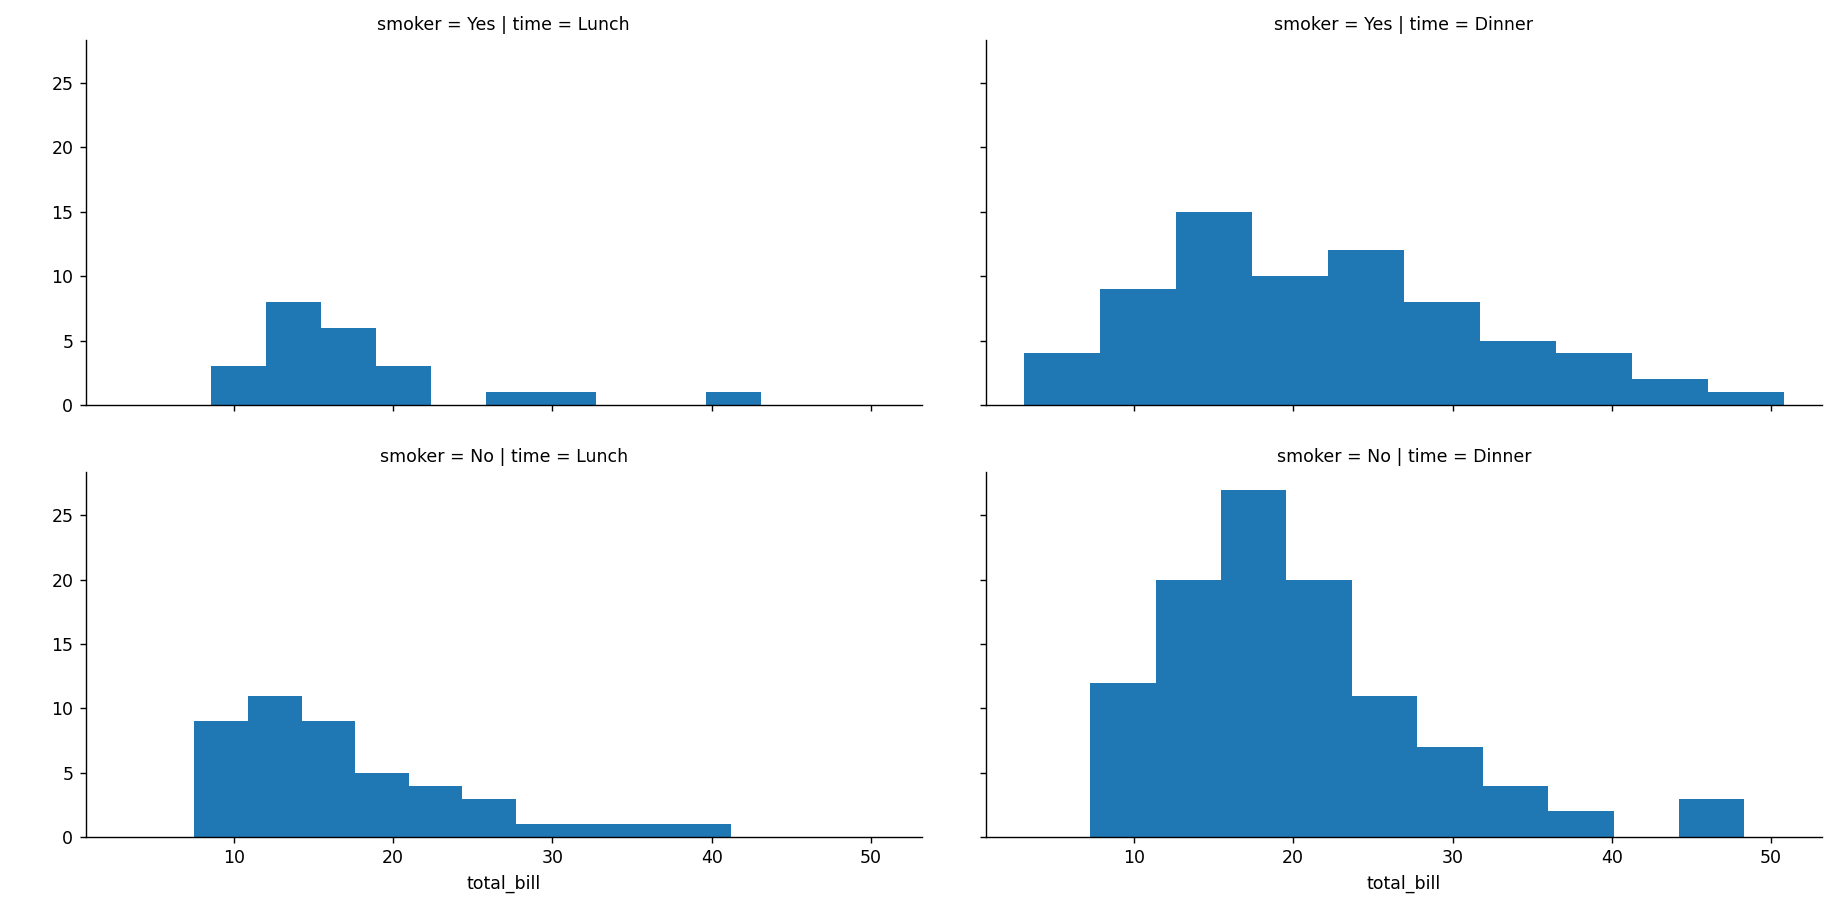 smoker = Yes | time = Lunch
25
20
15
10
5
0
smoker = Yes | time = Dinner
smoker = No | time = Lunch
25
20
15
10
5
0
10 20 30 40 50
total_bill
smoker = No | time = Dinner
10 20 30 40 50
total_bill